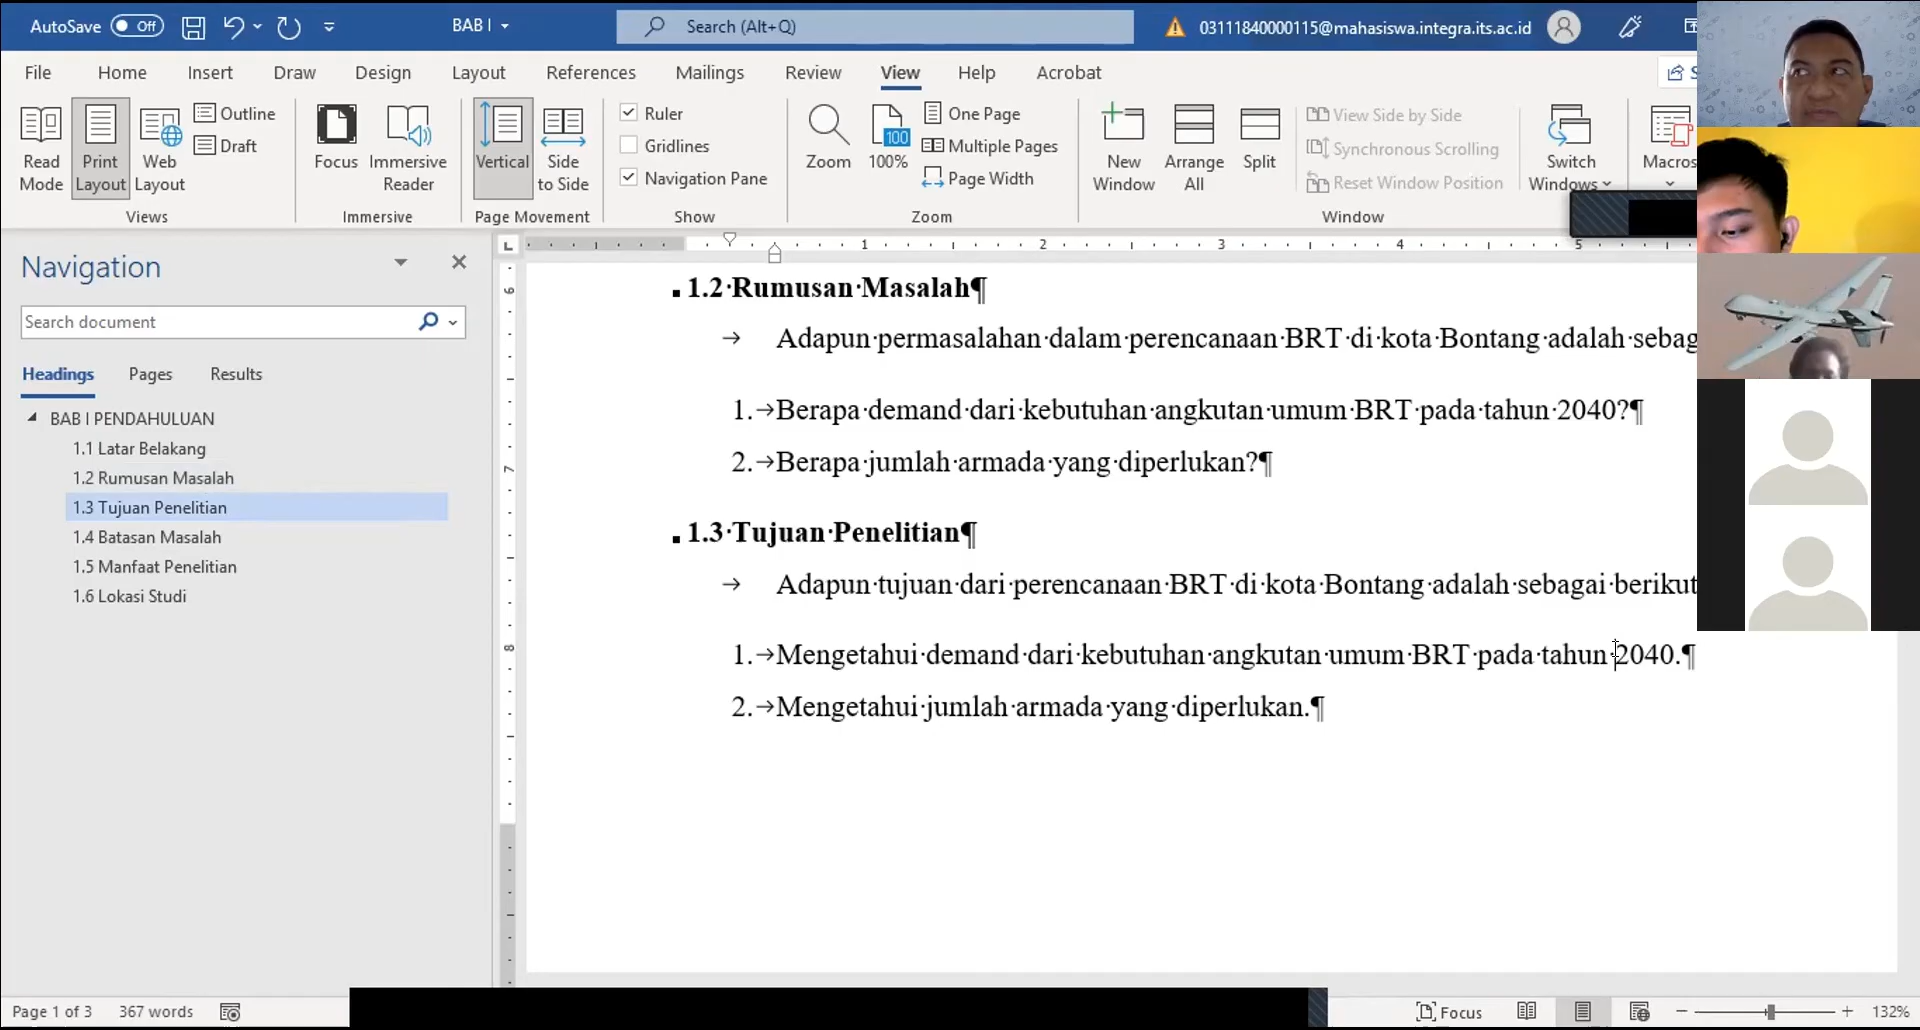 AutoSave Off BAB I Search (Alt+Q) 03111840000115@mahasiswa.integra.its.ac.id
File Home Insert Draw Design Layout References Mailings Review View Help Acrobat S
Read Mode
Print Layout
Web Layout
Outline
Draft
Views
Focus
Immersive Reader
Immersive
Vertical
Side to Side
Page Movement
Ruler
Gridlines
Navigation Pane
Show
Zoom
100
100%
One Page
Multiple Pages
Page Width
Zoom
New Window
Arrange All
Split
View Side by Side
Synchronous Scrolling
Reset Window Position
Switch Windows
Window
Macros
Navigation
Search document
Headings Pages Results
BAB I PENDAHULUAN
1.1 Latar Belakang
1.2 Rumusan Masalah
1.3 Tujuan Penelitian
1.4 Batasan Masalah
1.5 Manfaat Penelitian
1.6 Lokasi Studi
L
1 2 3 4 5
6
7
8
1.2·Rumusan·Masalah¶
→ Adapun·permasalahan·dalam·perencanaan·BRT·di·kota·Bontang·adalah·sebag
1.→Berapa·demand·dari·kebutuhan·angkutan·umum·BRT·pada·tahun·2040?¶
2.→Berapa·jumlah·armada·yang·diperlukan?¶
1.3·Tujuan·Penelitian¶
→ Adapun·tujuan·dari·perencanaan·BRT·di·kota·Bontang·adalah·sebagai·berikut
1.→Mengetahui·demand·dari·kebutuhan·angkutan·umum·BRT·pada·tahun·2040.¶
2.→Mengetahui·jumlah·armada·yang·diperlukan.¶
Page 1 of 3 367 words Focus 132%